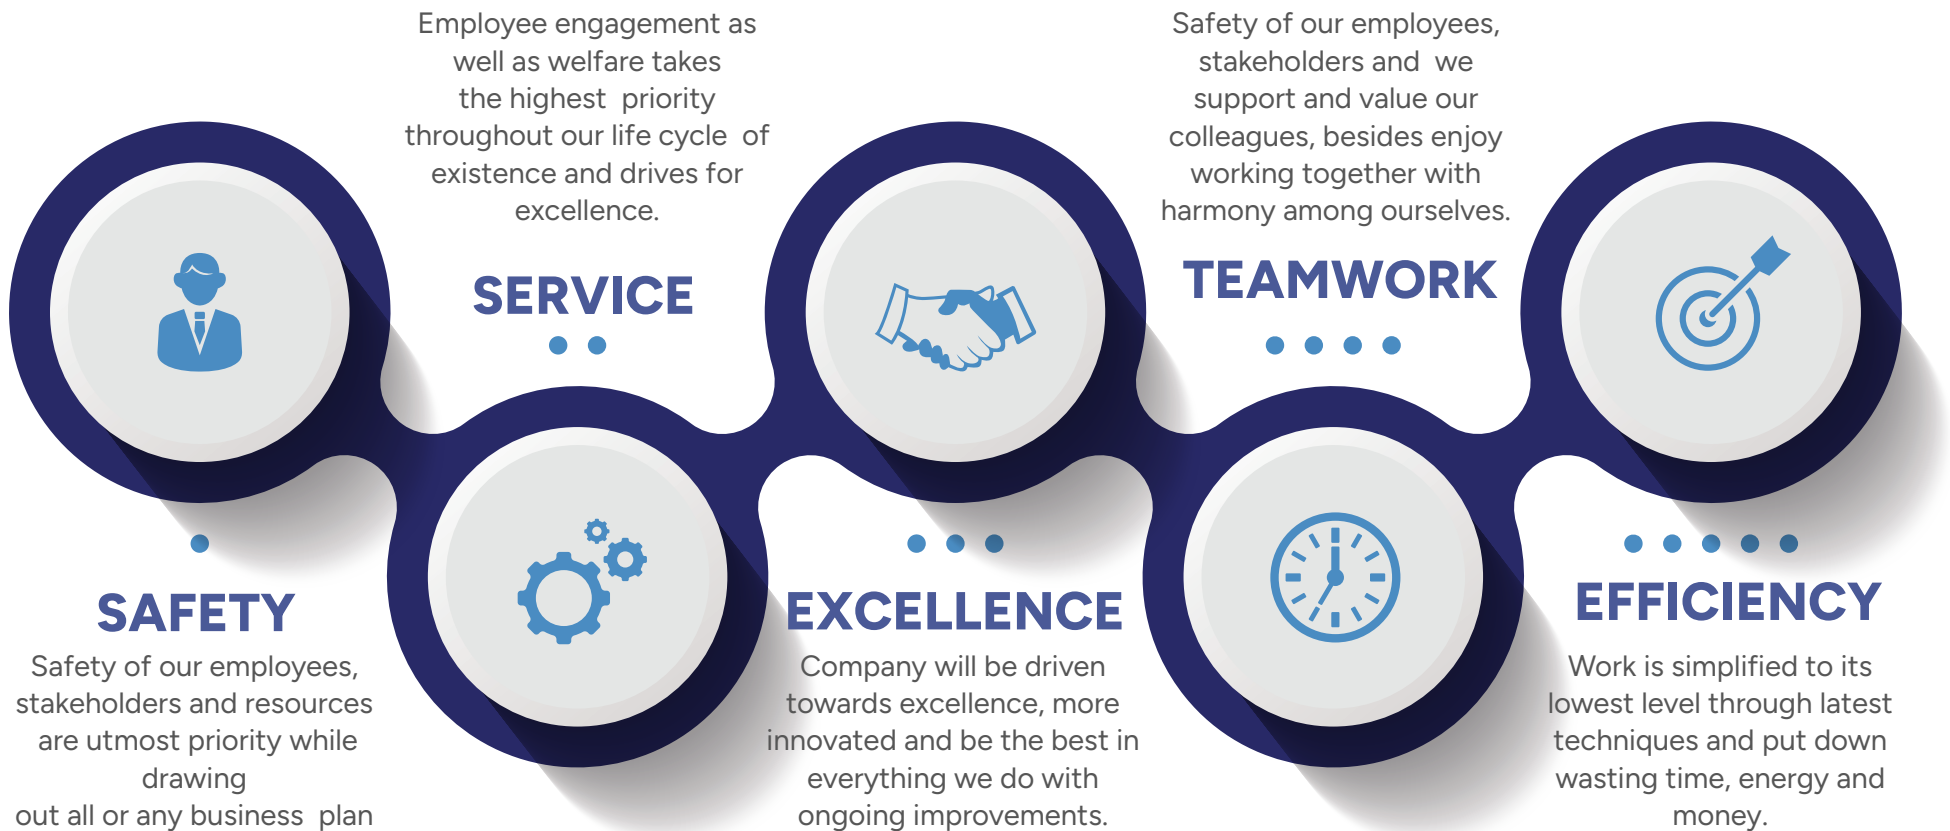 SAFETY
Safety of our employees,
stakeholders and resources
are utmost priority while
drawing
out all or any business plan
Employee engagement as
well as welfare takes
the highest priority
throughout our life cycle of
existence and drives for
excellence.
SERVICE
EXCELLENCE
Company will be driven
towards excellence, more
innovated and be the best in
everything we do with
ongoing improvements.
Safety of our employees,
stakeholders and we
support and value our
colleagues, besides enjoy
working together with
harmony among ourselves.
TEAMWORK
EFFICIENCY
Work is simplified to its
lowest level through latest
techniques and put down
wasting time, energy and
money.